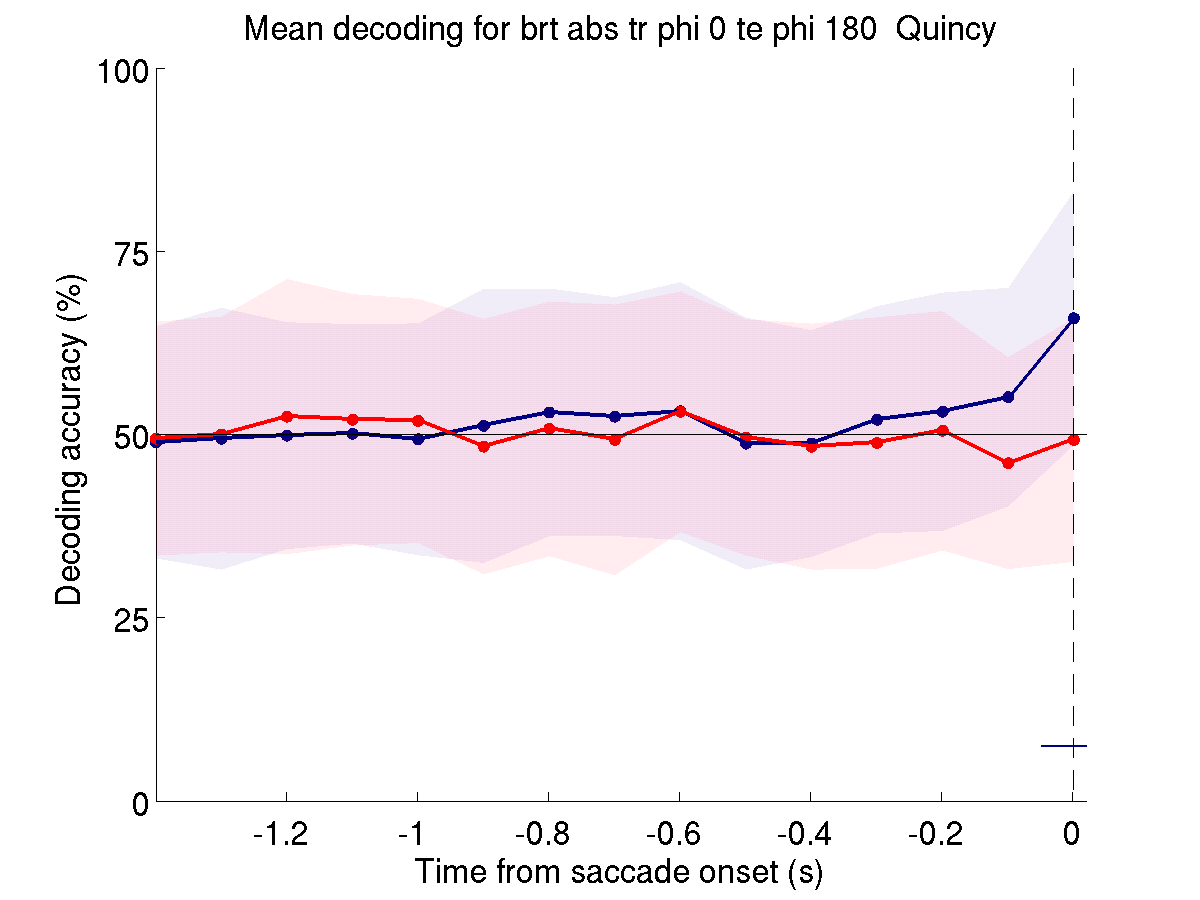 Mean decoding for brt abs tr phi 0 te phi 180  Quincy
100
75
50
25
0
Decoding accuracy (%)
-1.2 -1 -0.8 -0.6 -0.4 -0.2 0
Time from saccade onset (s)